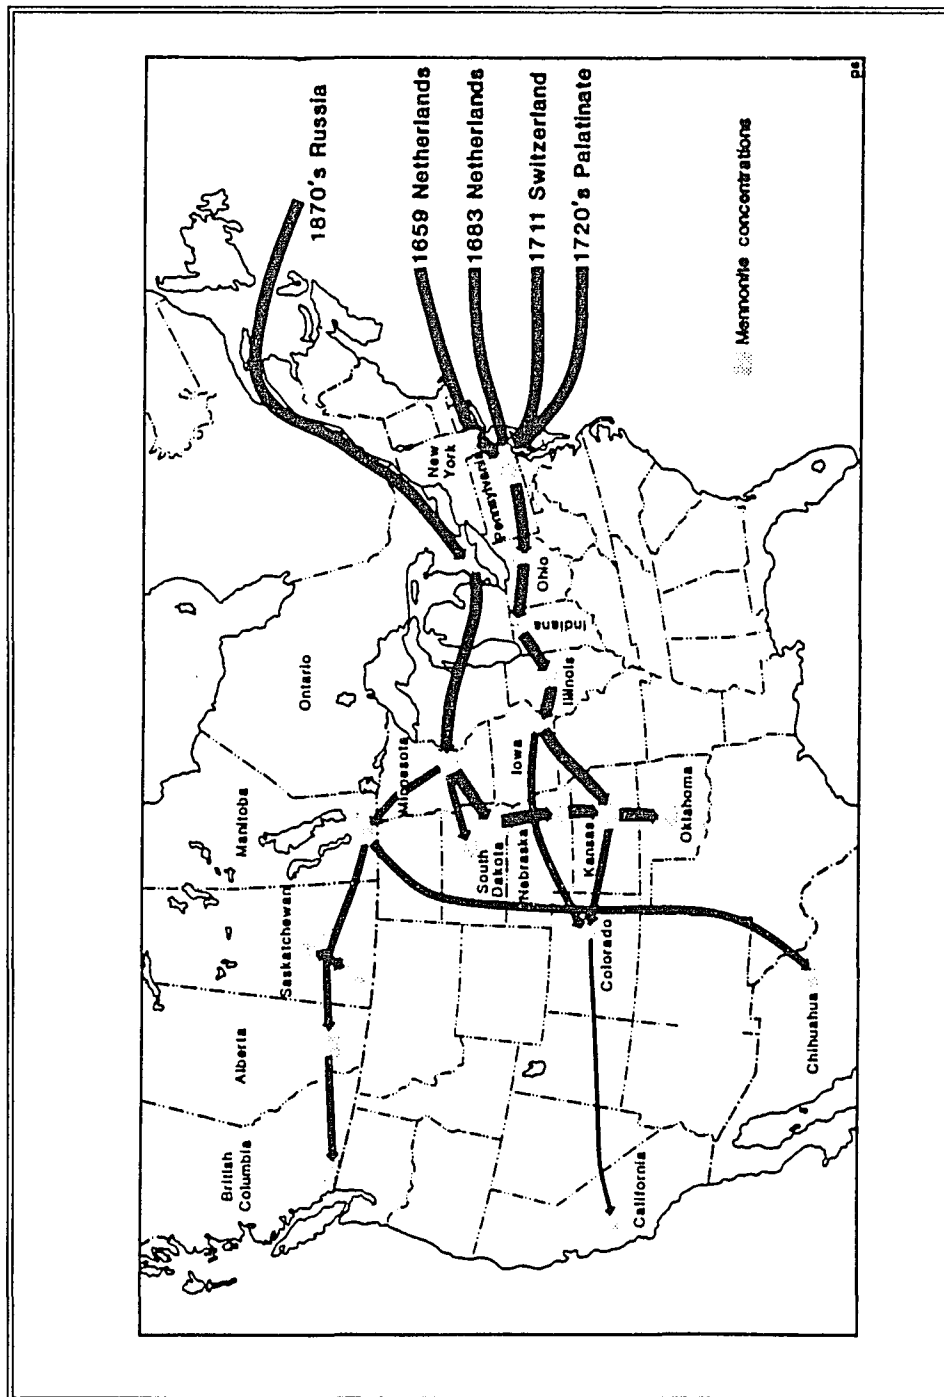 1870's Russia
1659 Netherlands
1683 Netherlands
1711 Switzerland
1720's Palatinate
Mennonite concentrations
British
Columbia
Alberta
Saskatchewan
Manitoba
Ontario
Minnesota
South
Dakota
Nebraska
Iowa
Kansas
Colorado
California
Oklahoma
Chihuahua
Illinois
Indiana
Ohio
Pennsylvania
New
York